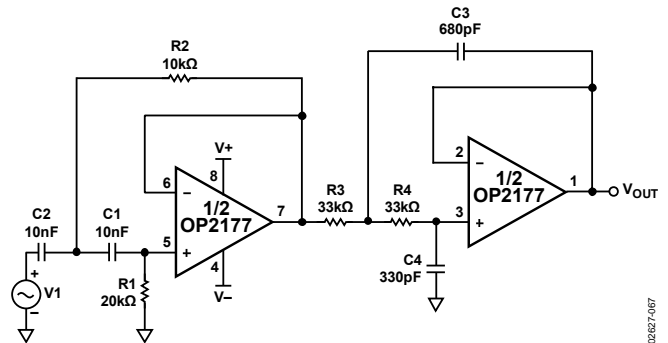 C3
680pF
R2
10kΩ
6
−
V+
8
1/2
OP2177
7
5
+
4
V−
C2
10nF
C1
10nF
+
V1
−
R1
20kΩ
R3
33kΩ
R4
33kΩ
2
−
1/2
OP2177
1
3
+
VOUT
C4
330pF
02627-067